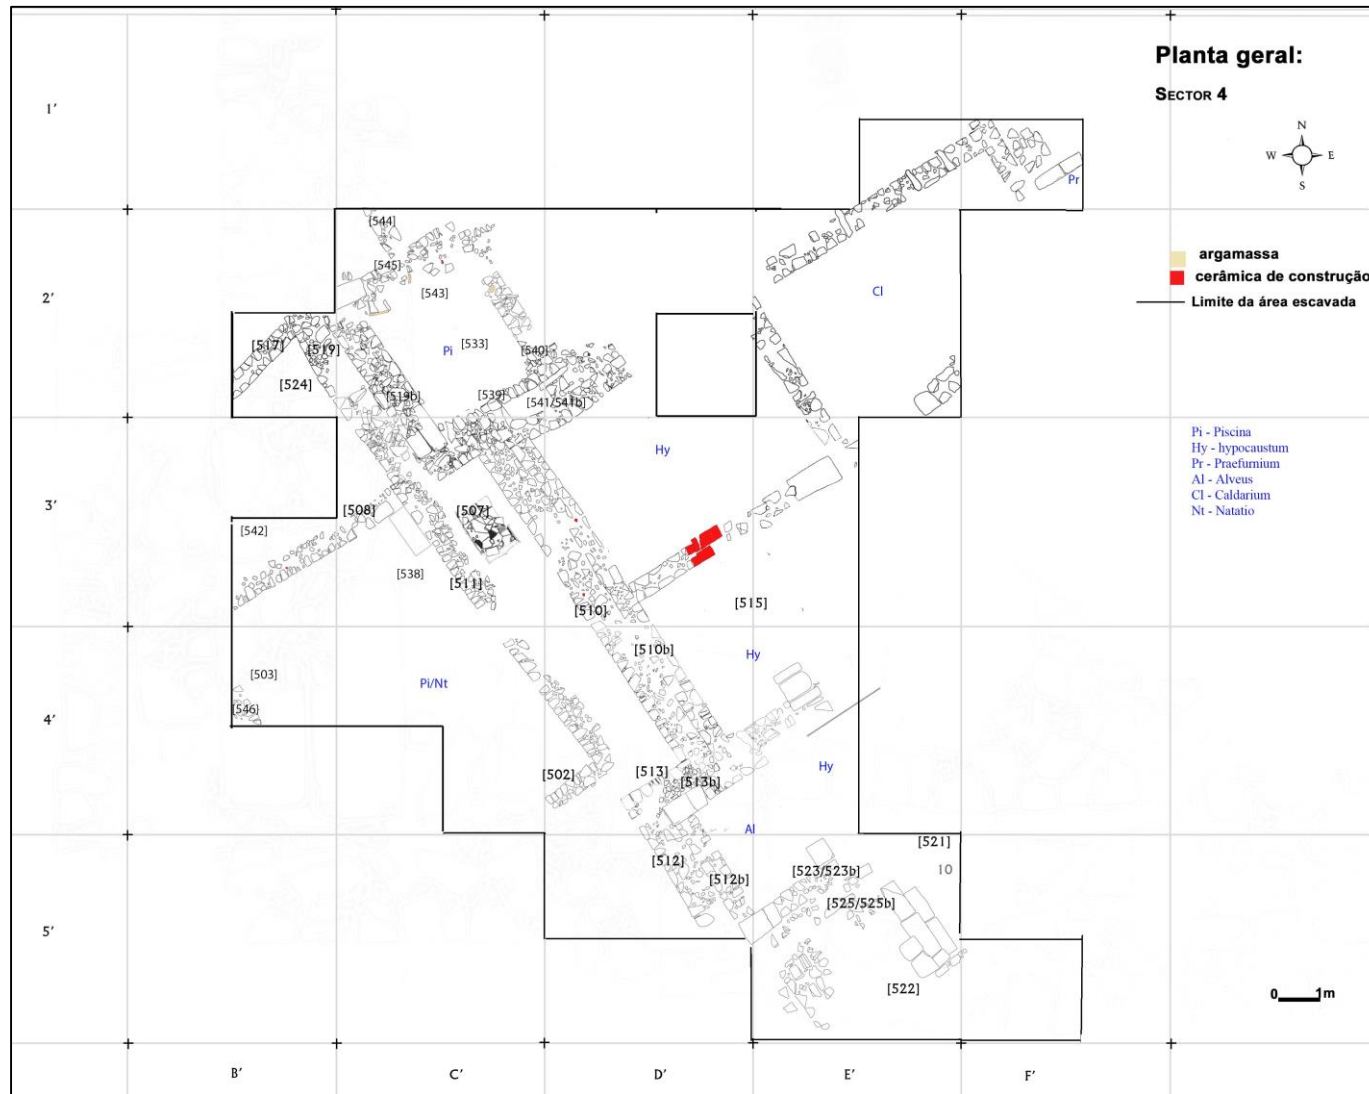 Planta geral:
SECTOR 4
N
W E
S
1'
Pr
[544]
argamassa
[545]
cerâmica de construção
[543]
Cl
2'
Limite da área escavada
[517]
[519]
[533]
Pi
[540]
[524]
[519b]
[539]
[541/541b]
Hy
Pi - Piscina
Hy - hypocaustum
Pr - Praefurnium
Al - Alveus
Cl - Caldarium
Nt - Natatio
3'
[508]
[507]
[542]
[538]
[511]
[510]
[515]
[510b]
Hy
[503]
Pi/Nt
[546]
4'
Hy
[502]
[513]
[513b]
Al
[521]
[512]
[523/523b]
10
[512b]
[525/525b]
5'
[522]
0 1m
B' C' D' E' F'